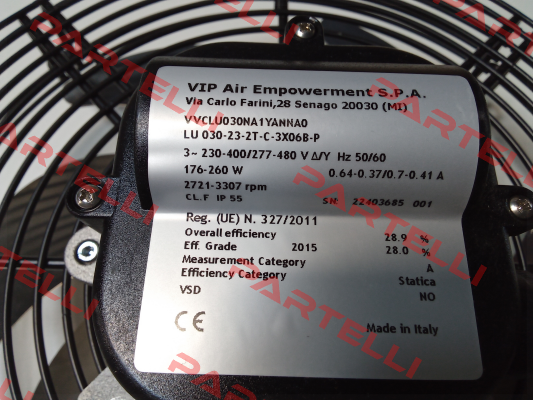 VIP Air Empowerment S.P.A.
Via Carlo Farini,28 Senago 20030 (MI)
VVCLU030NA1YANNA0
LU 030-23-2T-C-3X06B-P
3~ 230-400/277-480 V Δ/Y Hz 50/60
176-260 W 0.64-0.37/0.7-0.41 A
2721-3307 rpm
CL.F IP 55 SN: 22403685 001
Reg. (UE) N. 327/2011
Overall efficiency 28.9 %
Eff. Grade 2015 28.0 %
Measurement Category A
Efficiency Category Statica
VSD NO
CE Made in Italy
PARTELLI
PARTELLI
PARTELLI
PARTELLI
PARTELLI